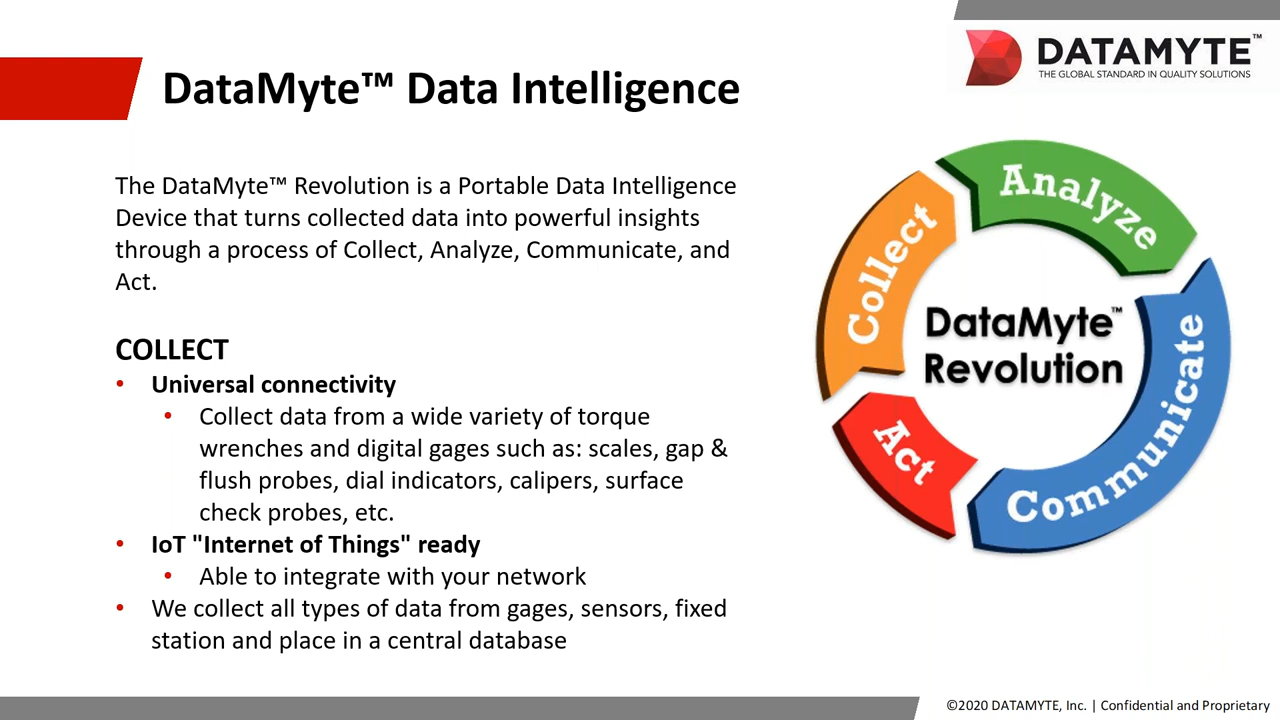 DATAMYTE™
THE GLOBAL STANDARD IN QUALITY SOLUTIONS
DataMyte™ Data Intelligence
The DataMyte™ Revolution is a Portable Data Intelligence
Device that turns collected data into powerful insights
through a process of Collect, Analyze, Communicate, and
Act.
COLLECT
• Universal connectivity
• Collect data from a wide variety of torque
wrenches and digital gages such as: scales, gap &
flush probes, dial indicators, calipers, surface
check probes, etc.
• IoT "Internet of Things" ready
• Able to integrate with your network
• We collect all types of data from gages, sensors, fixed
station and place in a central database
Collect
Analyze
Communicate
Act
DataMyte™
Revolution
©2020 DATAMYTE, Inc. | Confidential and Proprietary